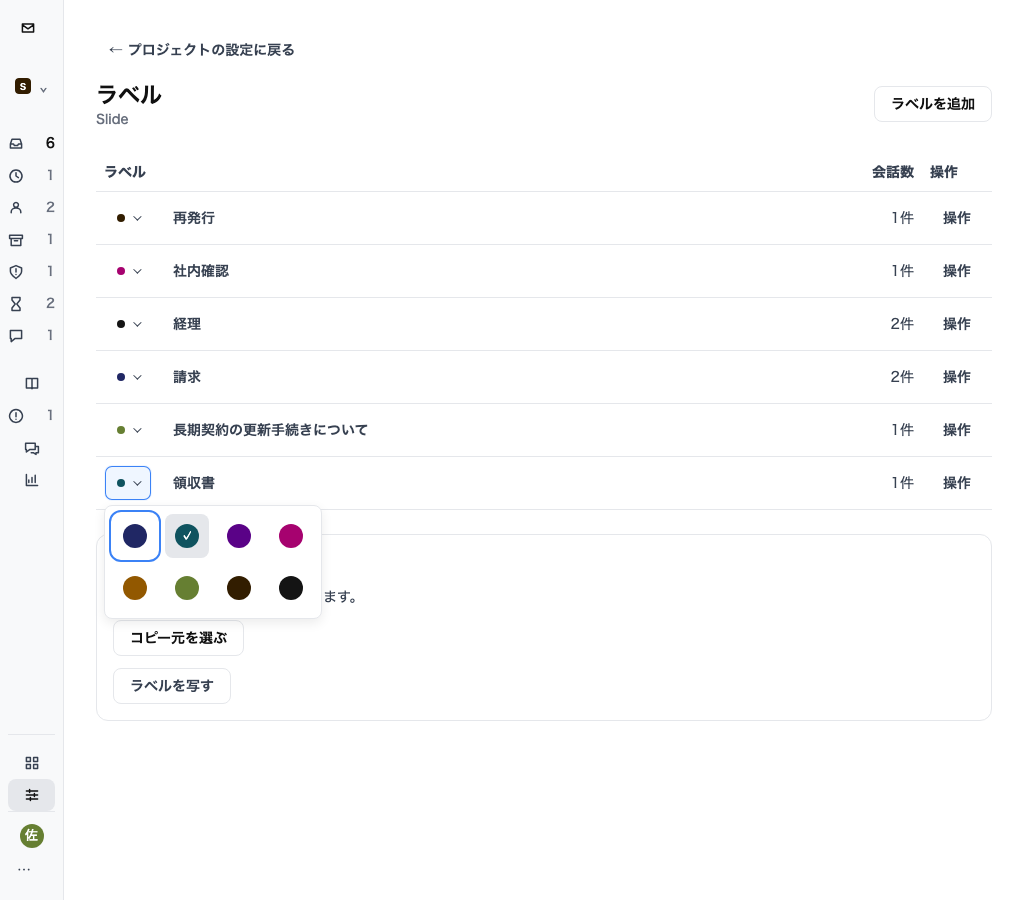 ← プロジェクトの設定に戻る
S
ラベル
Slide
ラベルを追加
6
1
2
1
1
2
1
1
ラベル 会話数 操作
再発行 1件 操作
社内確認 1件 操作
経理 2件 操作
請求 2件 操作
長期契約の更新手続きについて 1件 操作
領収書 1件 操作
ます。
コピー元を選ぶ
ラベルを写す
佐
…